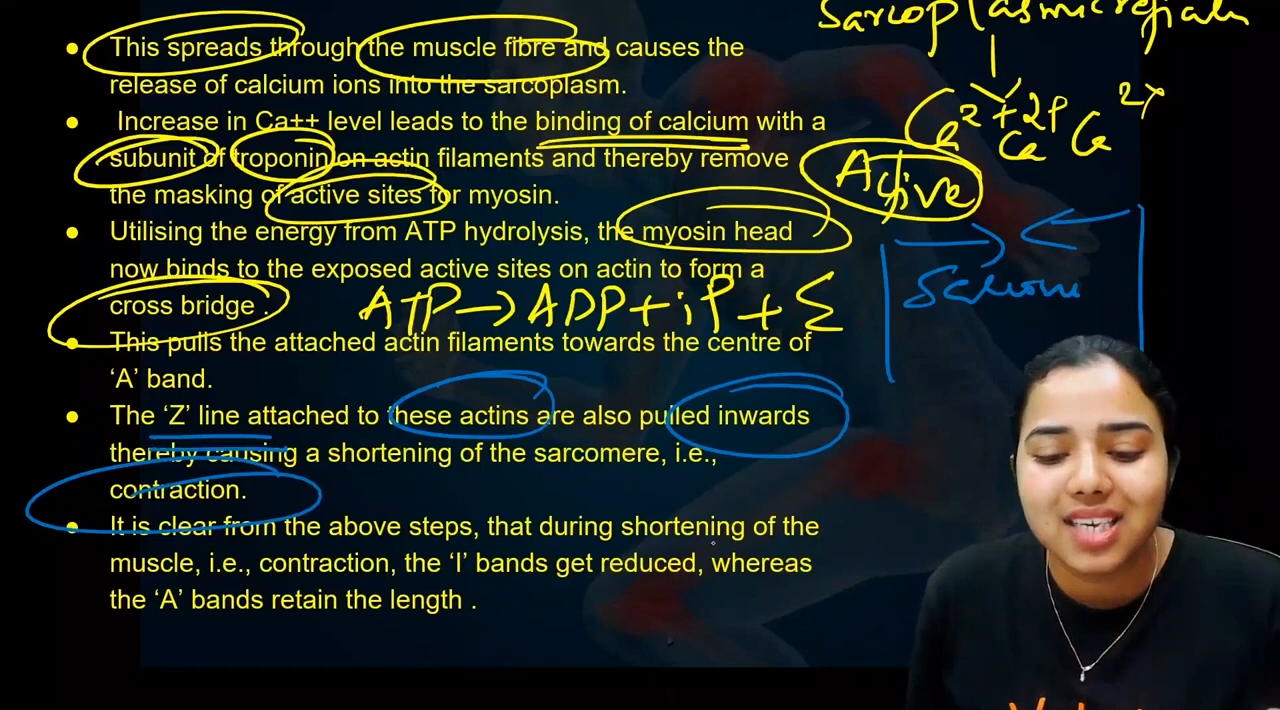 Sarcoplasmic
• This spreads through the muscle fibre and causes the
release of calcium ions into the sarcoplasm.
Ca²⁺ Ca
• Increase in Ca++ level leads to the binding of calcium with a
subunit of troponin on actin filaments and thereby remove
the masking of active sites for myosin.
Active
• Utilising the energy from ATP hydrolysis, the myosin head
now binds to the exposed active sites on actin to form a
cross bridge .
ATP → ADP + iP + Σ
• This pulls the attached actin filaments towards the centre of
‘A’ band.
• The ‘Z’ line attached to these actins are also pulled inwards
thereby causing a shortening of the sarcomere, i.e.,
contraction.
• It is clear from the above steps, that during shortening of the
muscle, i.e., contraction, the ‘I’ bands get reduced, whereas
the ‘A’ bands retain the length .